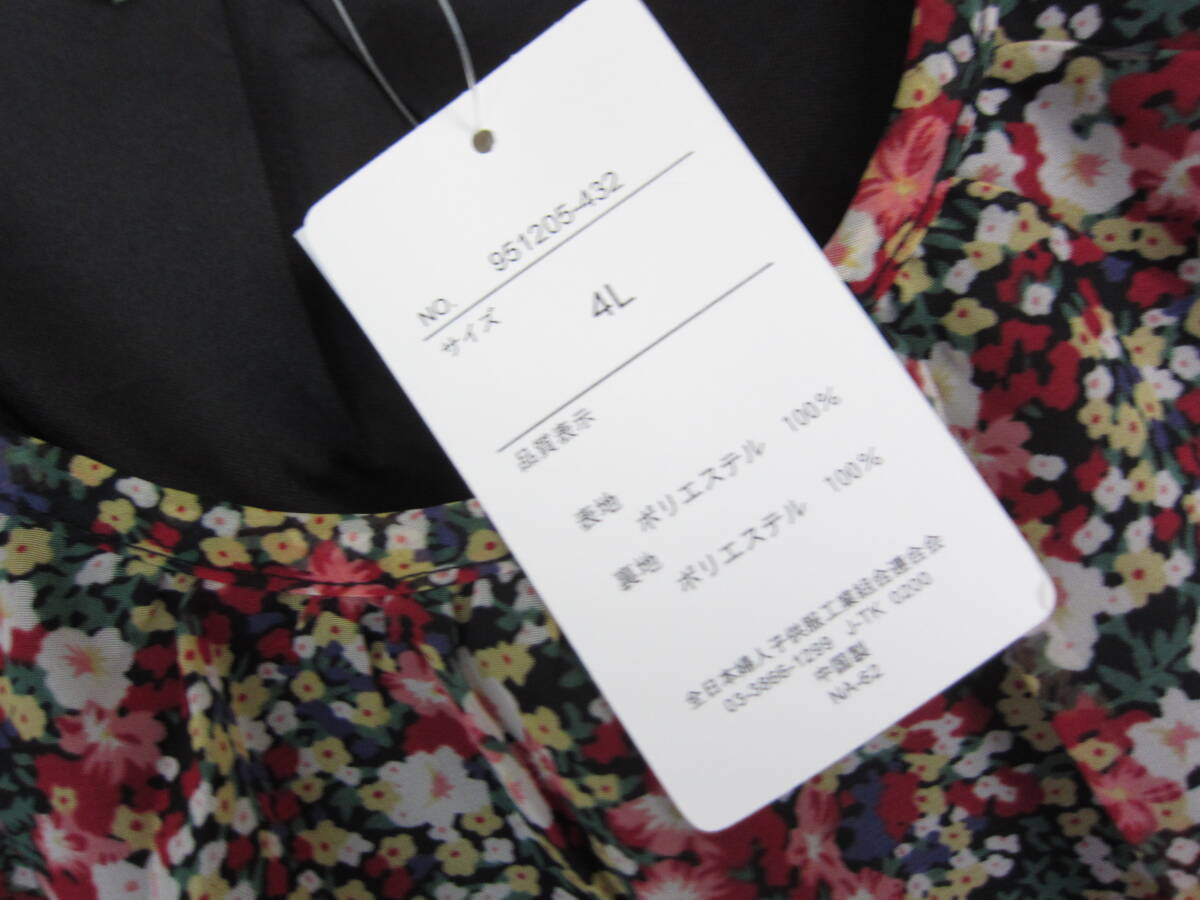 NO. 951205-432
サイズ 4L
品質表示
表地 ポリエステル 100%
裏地 ポリエステル 100%
全日本婦人子供服工業組合連合会
03-3866-1299 J-TK 0200
中国製
NA-62